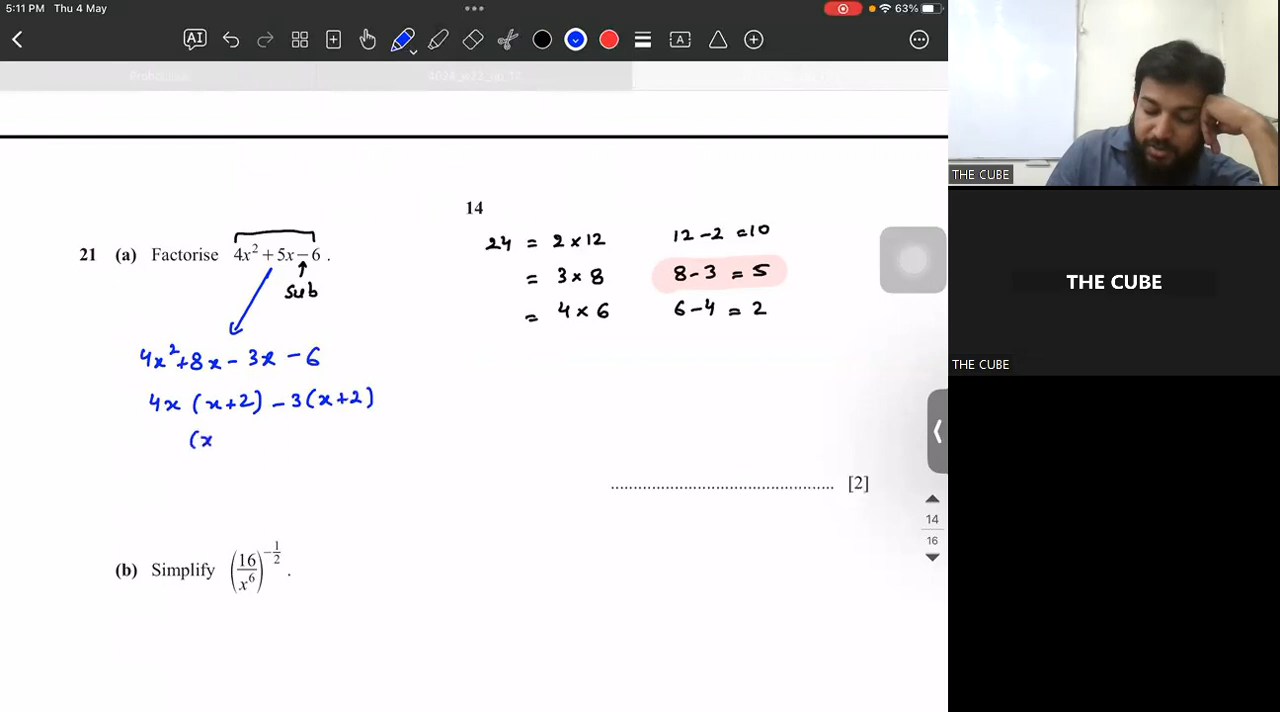 5:11 PM Thu 4 May
63%
AI
A
4024_w22_qp_12
14
21 (a) Factorise 4x² + 5x − 6 .
sub
24 = 2 × 12 12 − 2 = 10
= 3 × 8 8 − 3 = 5
= 4 × 6 6 − 4 = 2
4x² + 8x − 3x − 6
4x (x + 2) − 3 (x + 2)
(x
.............................................. [2]
(b) Simplify (16/x⁶)^(−1/2) .
14
16
THE CUBE
THE CUBE
THE CUBE